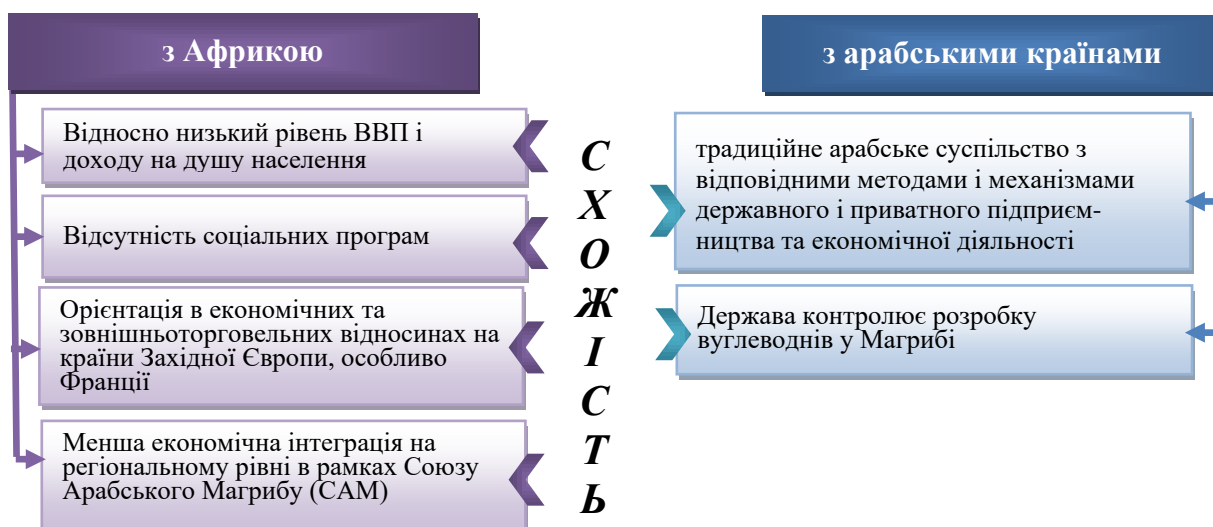 з Африкою
Відносно низький рівень ВВП і
доходу на душу населення
Відсутність соціальних програм
Орієнтація в економічних та
зовнішньоторговельних відносинах на
країни Західної Європи, особливо
Франції
Менша економічна інтеграція на
регіональному рівні в рамках Союзу
Арабського Магрибу (САМ)
С
Х
О
Ж
І
С
Т
Ь
з арабськими країнами
традиційне арабське суспільство з
відповідними методами і механізмами
державного і приватного підприєм-
ництва та економічної діяльності
Держава контролює розробку
вуглеводнів у Магрибі